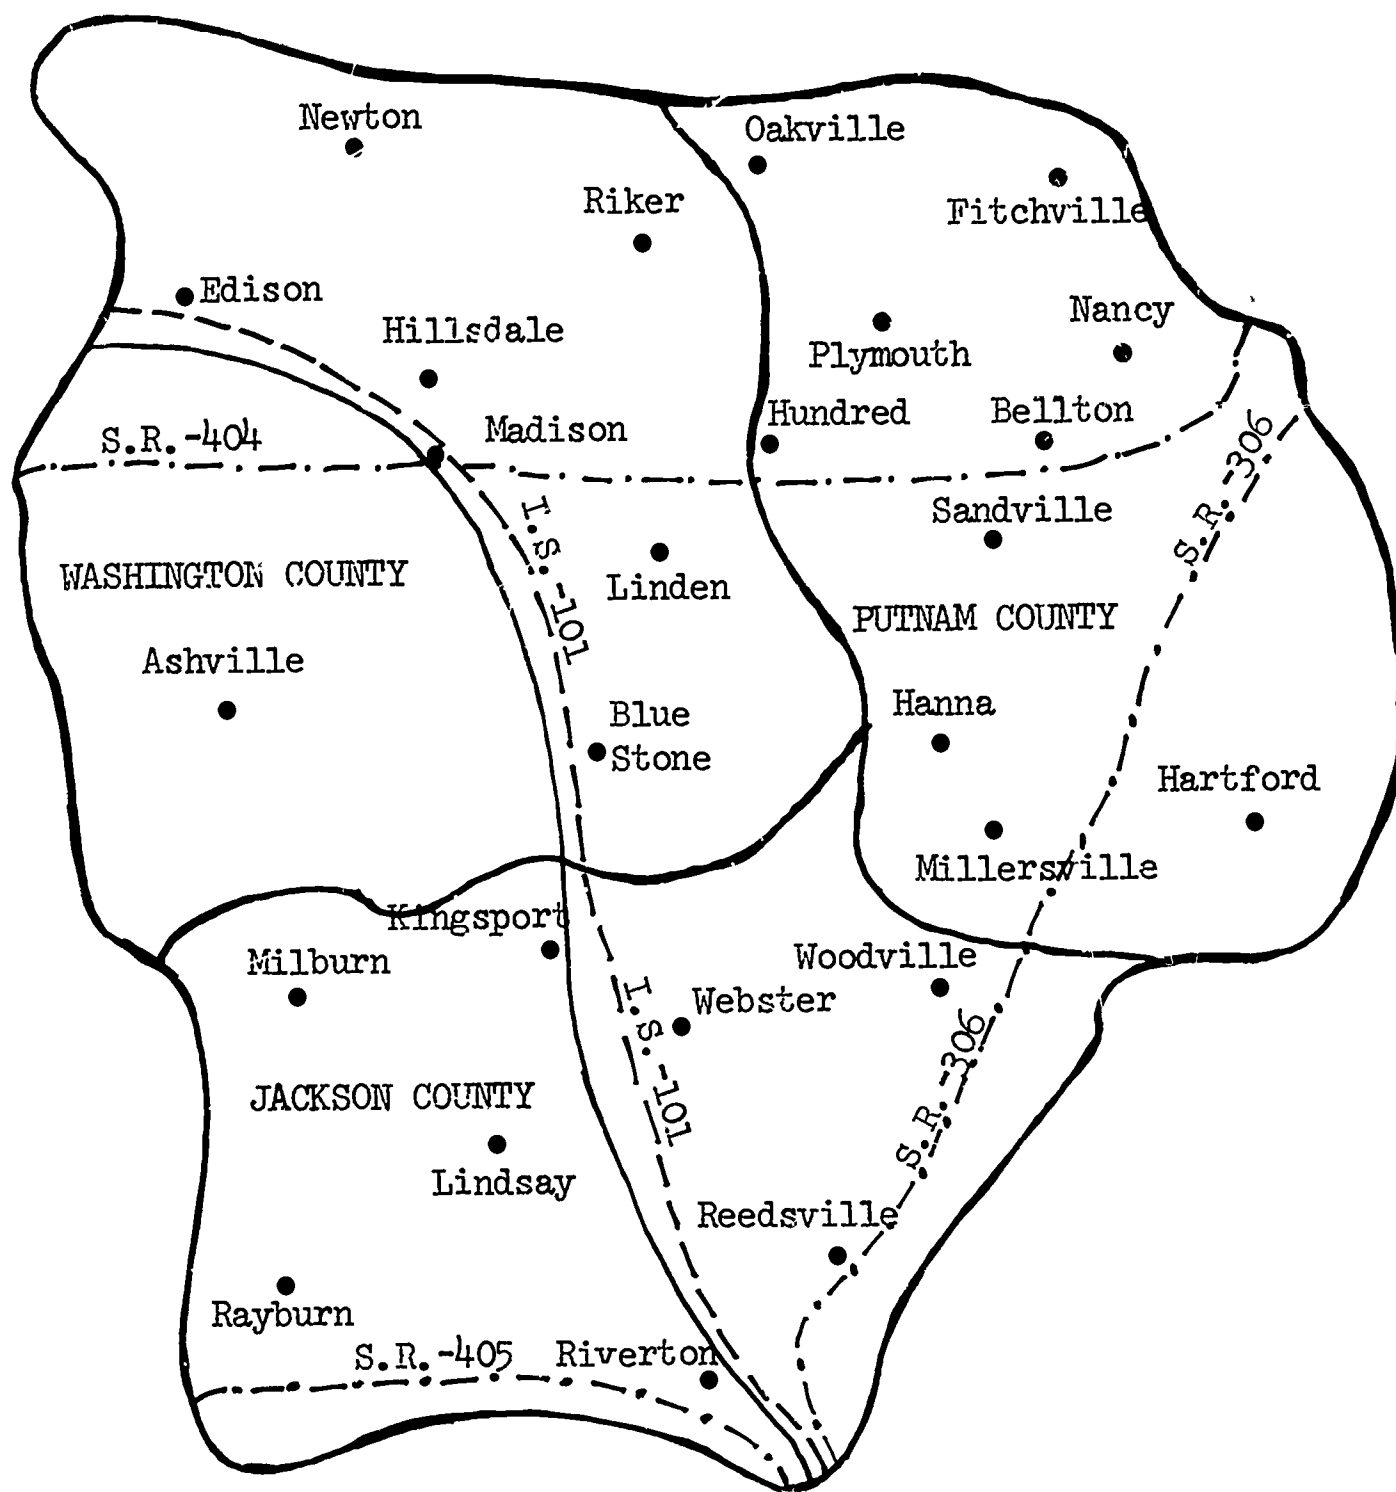 Newton
Oakville
Riker
Fitchville
Edison
Hillsdale
Nancy
Plymouth
Hundred
Bellton
S.R.-404
Madison
S.R.-306
Sandville
I.S.-101
WASHINGTON COUNTY
Linden
PUTNAM COUNTY
Ashville
Hanna
Blue
Stone
Hartford
Millersville
Kingsport
Milburn
Woodville
Webster
I.S.-101
S.R.-306
JACKSON COUNTY
Lindsay
Reedsville
Rayburn
S.R.-405
Riverton